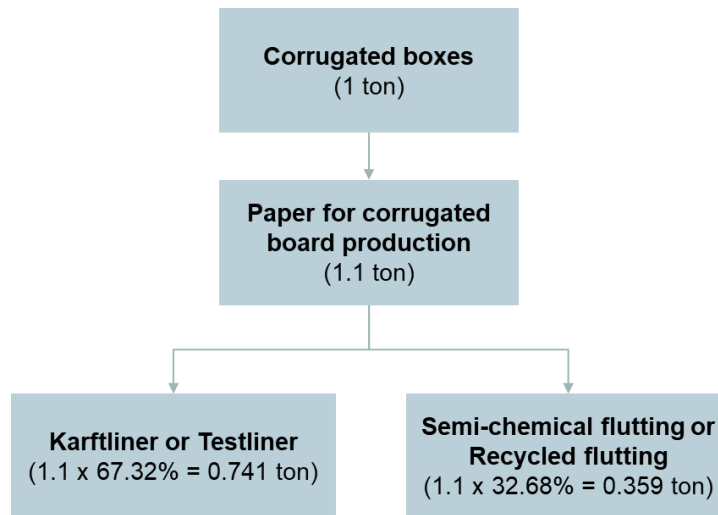 Corrugated boxes
(1 ton)
Paper for corrugated
board production
(1.1 ton)
Karftliner or Testliner
(1.1 x 67.32% = 0.741 ton)
Semi-chemical flutting or
Recycled flutting
(1.1 x 32.68% = 0.359 ton)